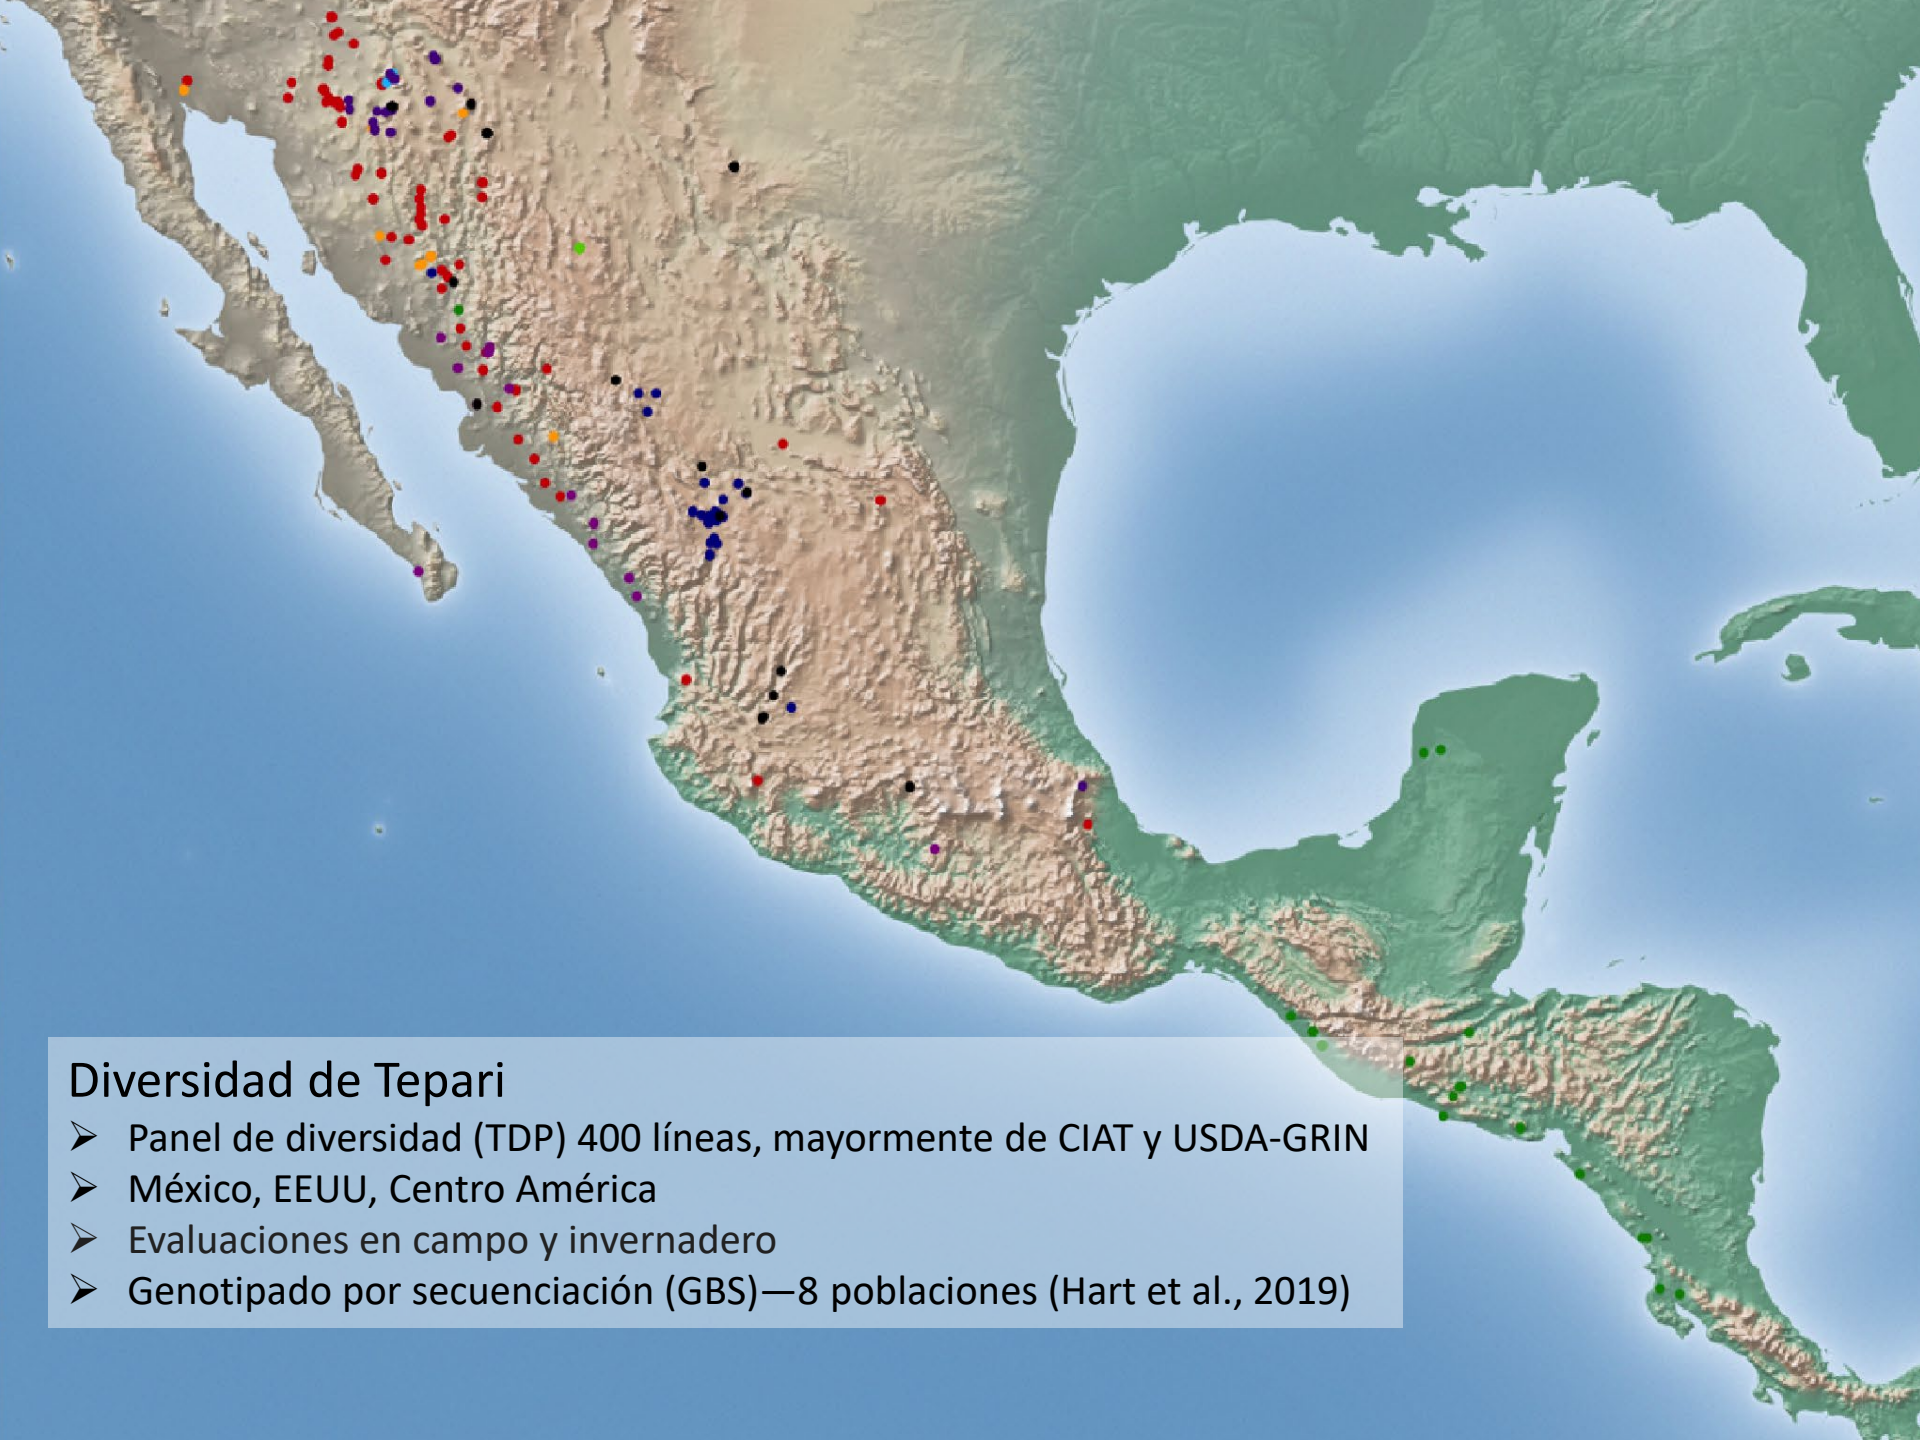 Diversidad de Tepari
➢ Panel de diversidad (TDP) 400 líneas, mayormente de CIAT y USDA-GRIN
➢ México, EEUU, Centro América
➢ Evaluaciones en campo y invernadero
➢ Genotipado por secuenciación (GBS)—8 poblaciones (Hart et al., 2019)